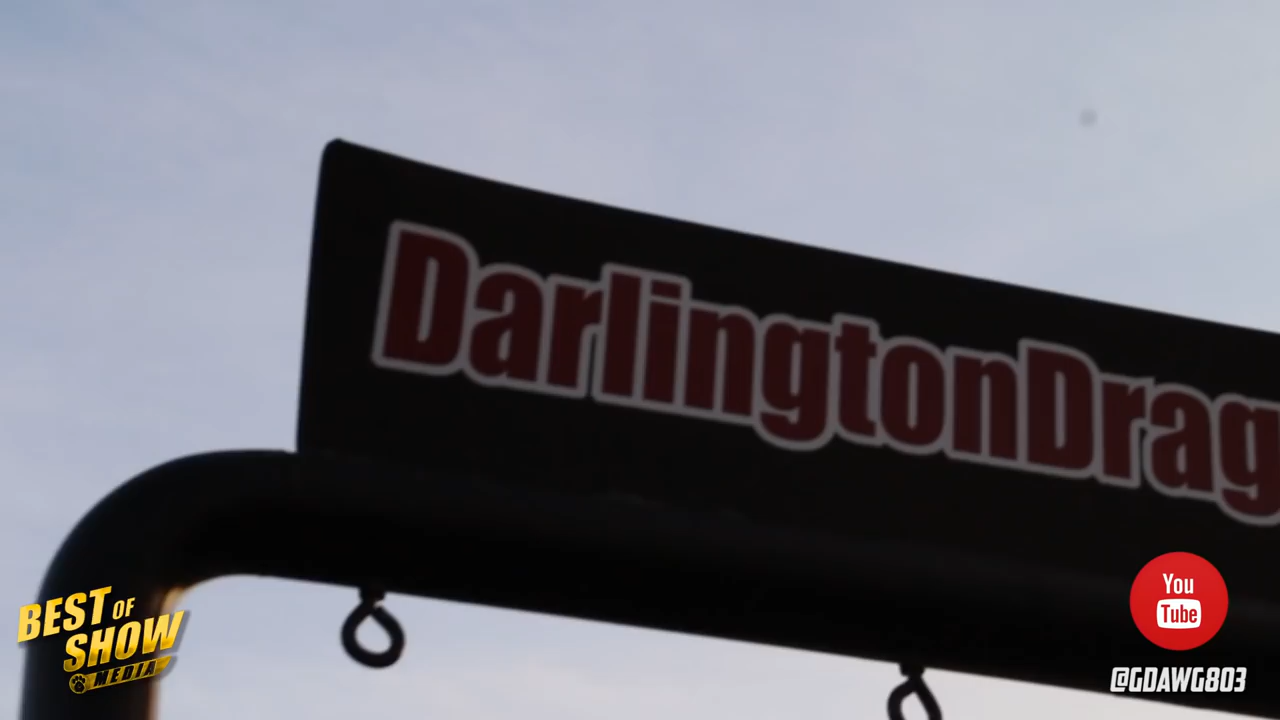 DarlingtonDrag
BEST OF
SHOW
MEDIA
You
Tube
@GDAWG803